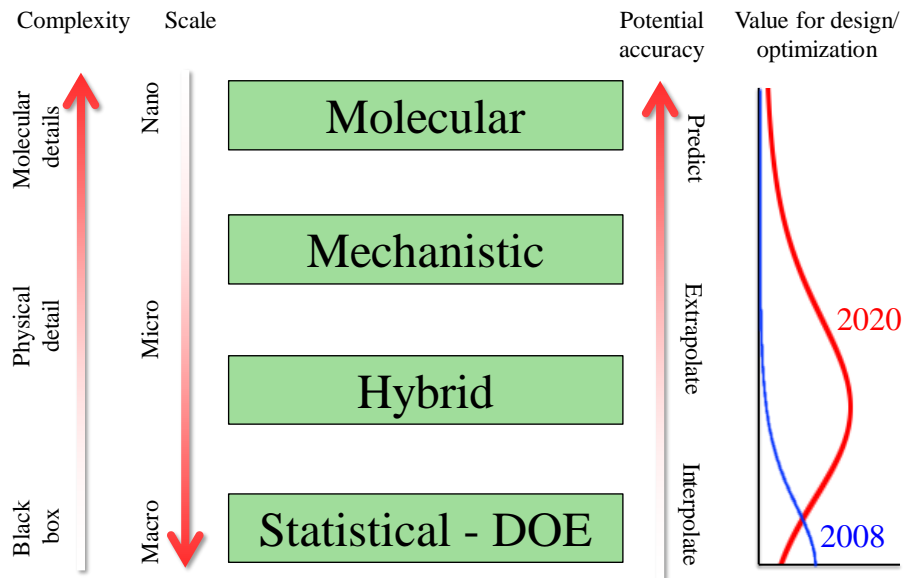 Complexity
Scale
Potential
accuracy
Value for design/
optimization
Molecular
details
Nano
Molecular
Predict
Mechanistic
Physical
detail
Micro
Extrapolate
2020
Hybrid
Black
box
Macro
Statistical - DOE
Interpolate
2008